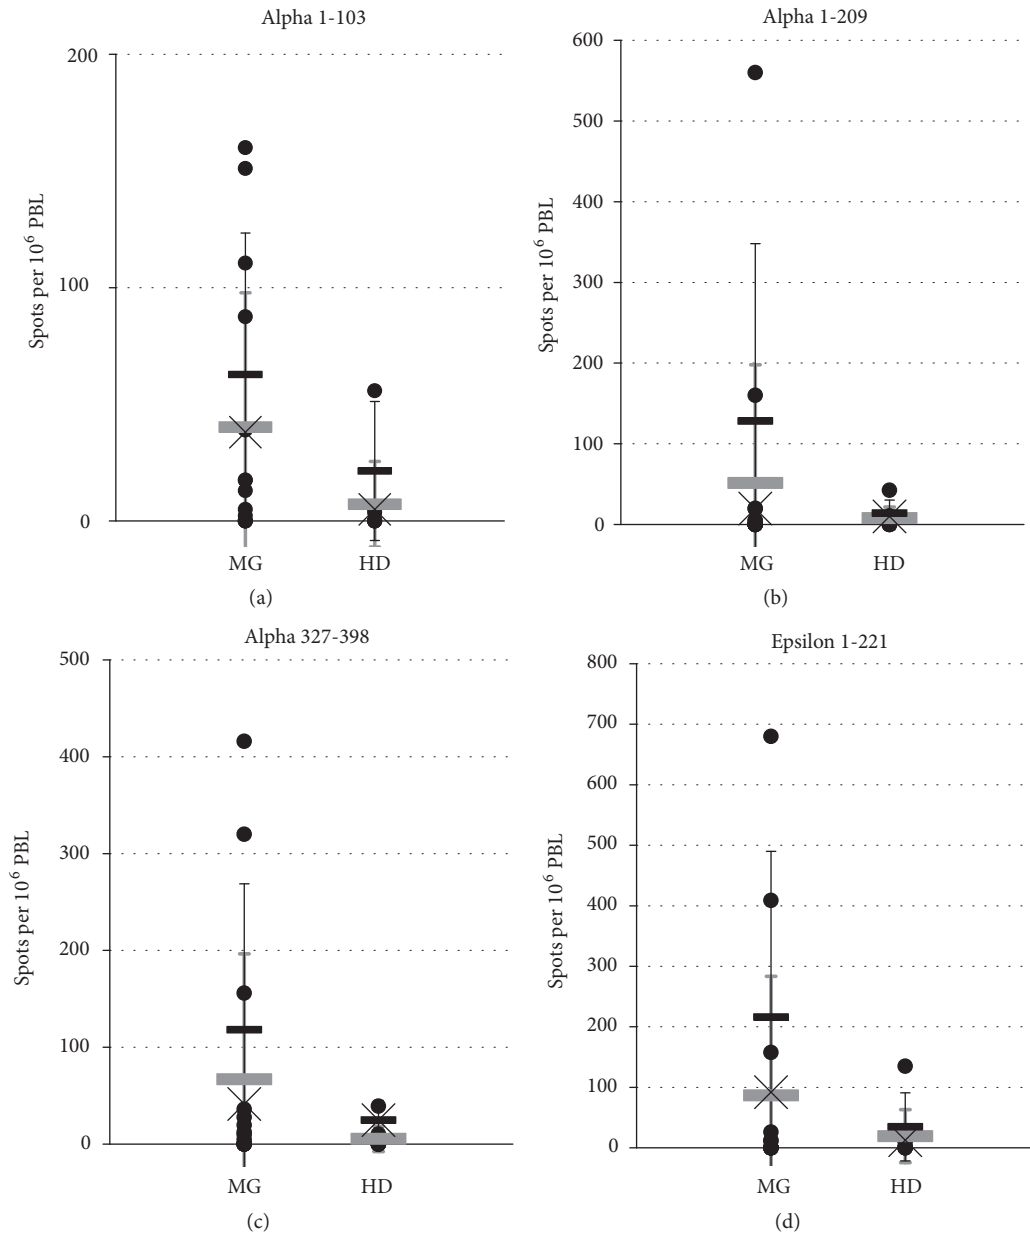 Alpha 1-103
200
100
0
Spots per 10⁶ PBL
MG HD
(a)
Alpha 1-209
600
500
400
300
200
100
0
Spots per 10⁶ PBL
MG HD
(b)
Alpha 327-398
500
400
300
200
100
0
Spots per 10⁶ PBL
MG HD
(c)
Epsilon 1-221
800
700
600
500
400
300
200
100
0
Spots per 10⁶ PBL
MG HD
(d)